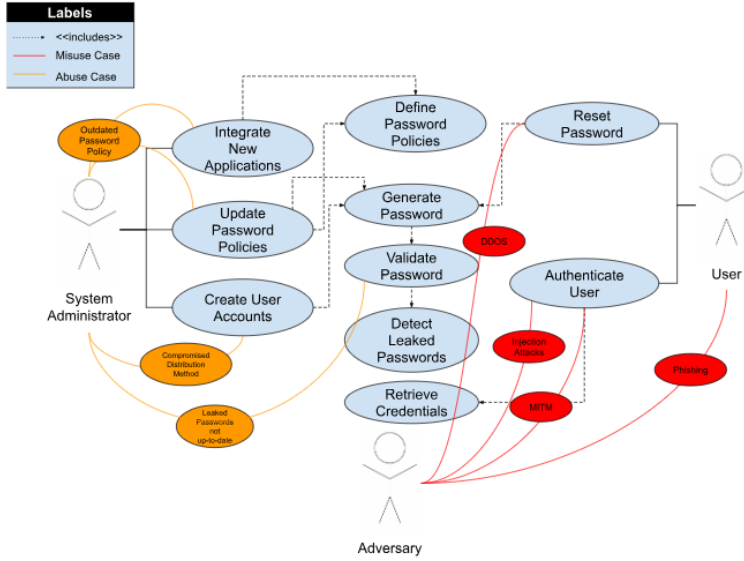 Labels
<<includes>>
Misuse Case
Abuse Case
Outdated
Password
Policy
Integrate
New
Applications
Define
Password
Policies
Reset
Password
Update
Password
Policies
Generate
Password
DDOS
Validate
Password
Authenticate
User
User
System
Administrator
Create User
Accounts
Detect
Leaked
Passwords
Injection
Attacks
Compromised
Distribution
Method
Phishing
Leaked
Passwords
not
up-to-date
Retrieve
Credentials
MITM
Adversary